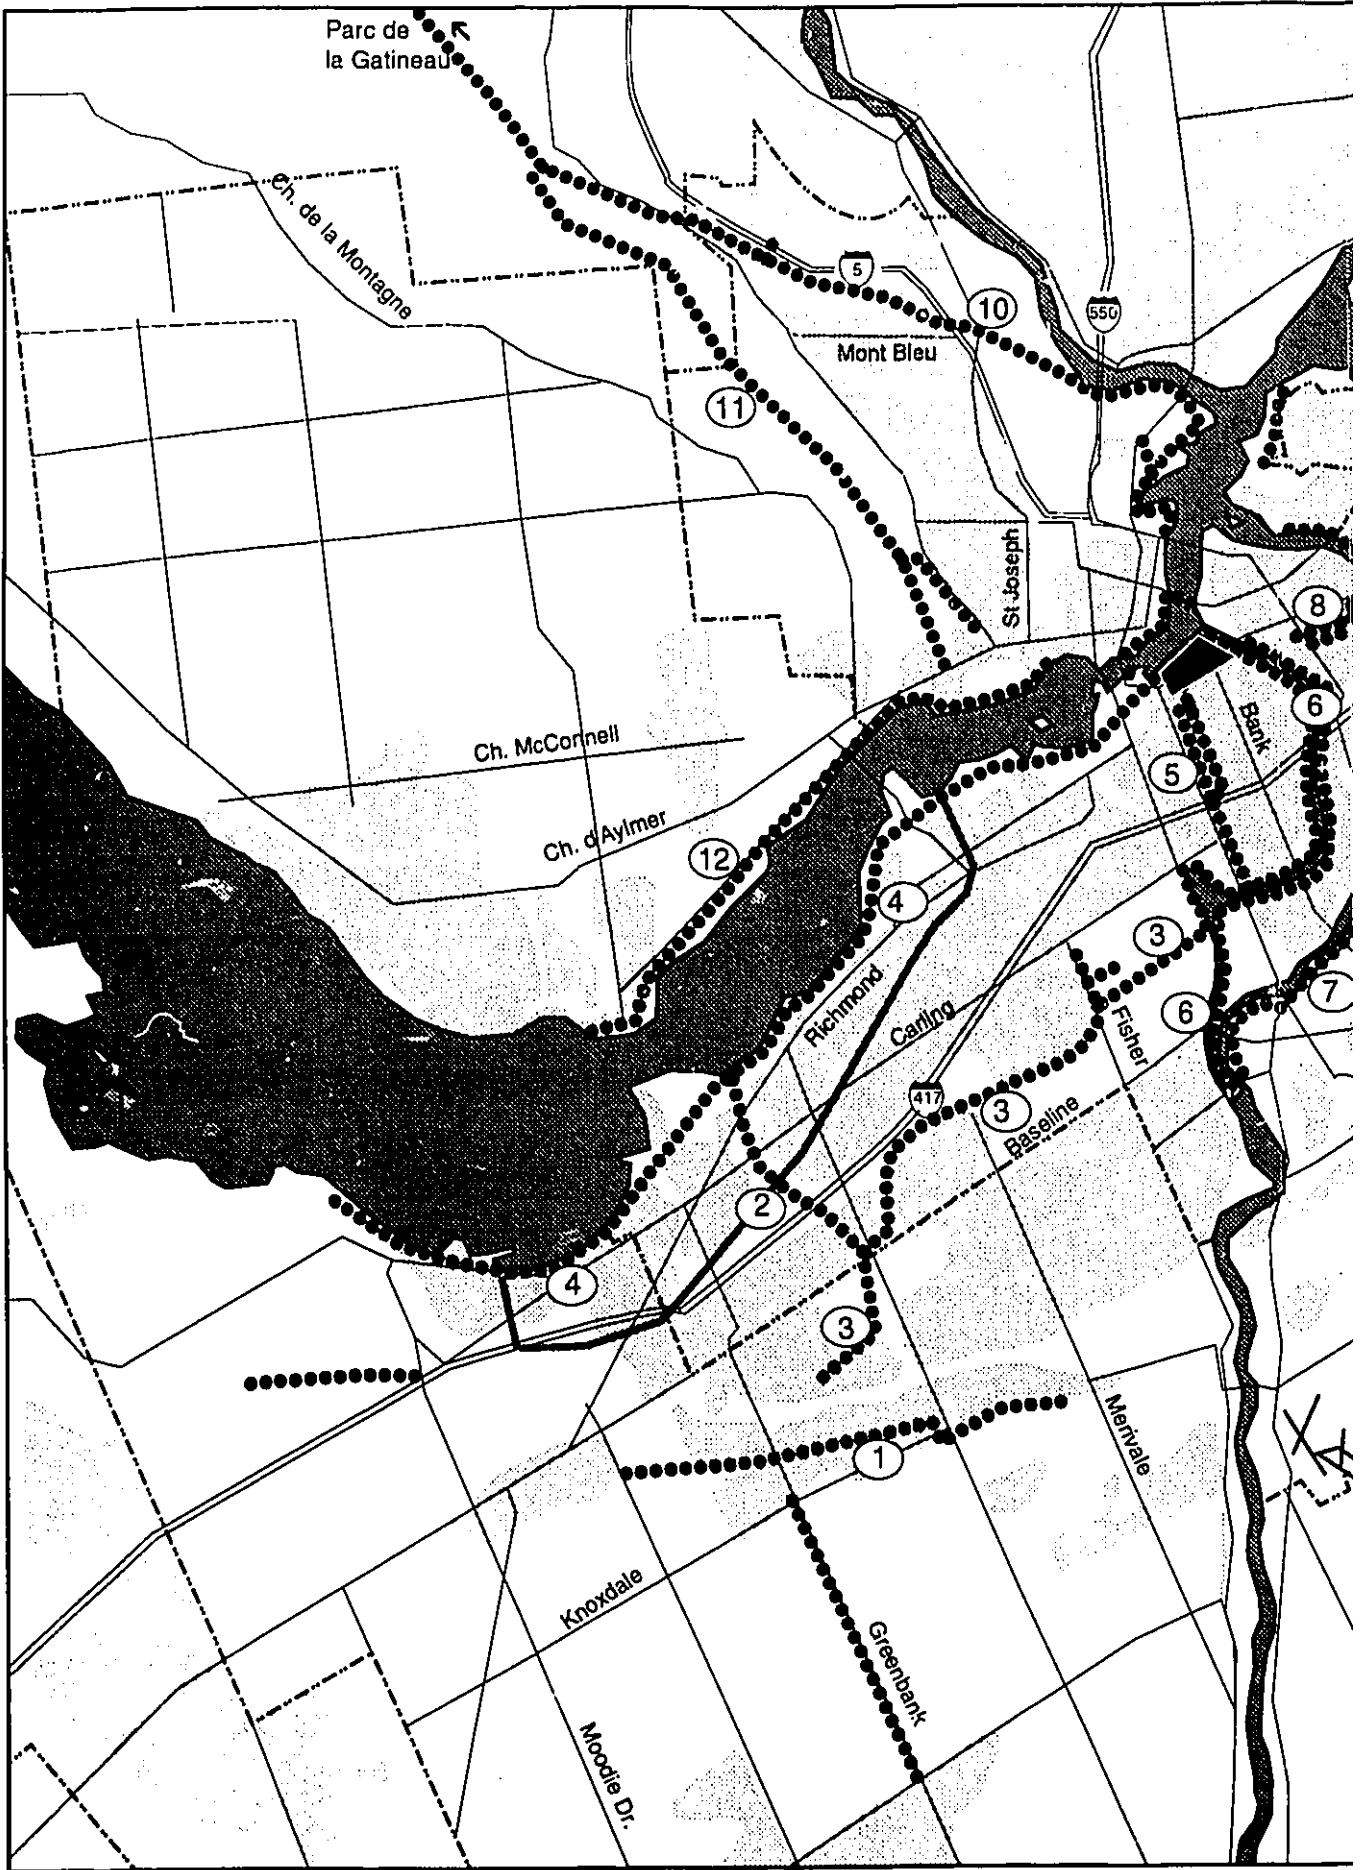 Parc de
la Gatineau
Ch. de la Montagne
5
10
550
Mont Bleu
11
St Joseph
8
6
Bank
Ch. McConnell
5
Ch. d'Aylmer
12
4
3
Richmond
7
Carling
6
Fisher
417
3
Baseline
2
4
3
Merivale
1
Knoxdale
Greenbank
Moodie Dr.